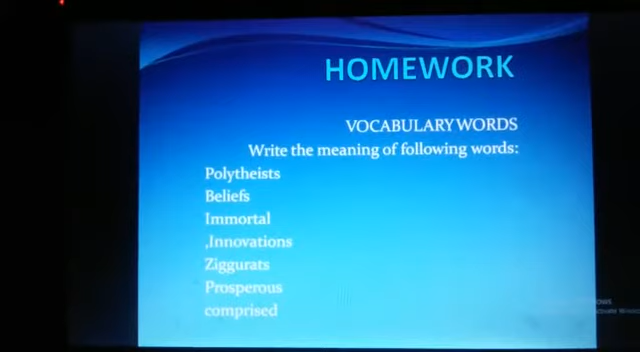 HOMEWORK
VOCABULARY WORDS
Write the meaning of following words:
Polytheists
Beliefs
Immortal
,Innovations
Ziggurats
Prosperous
comprised